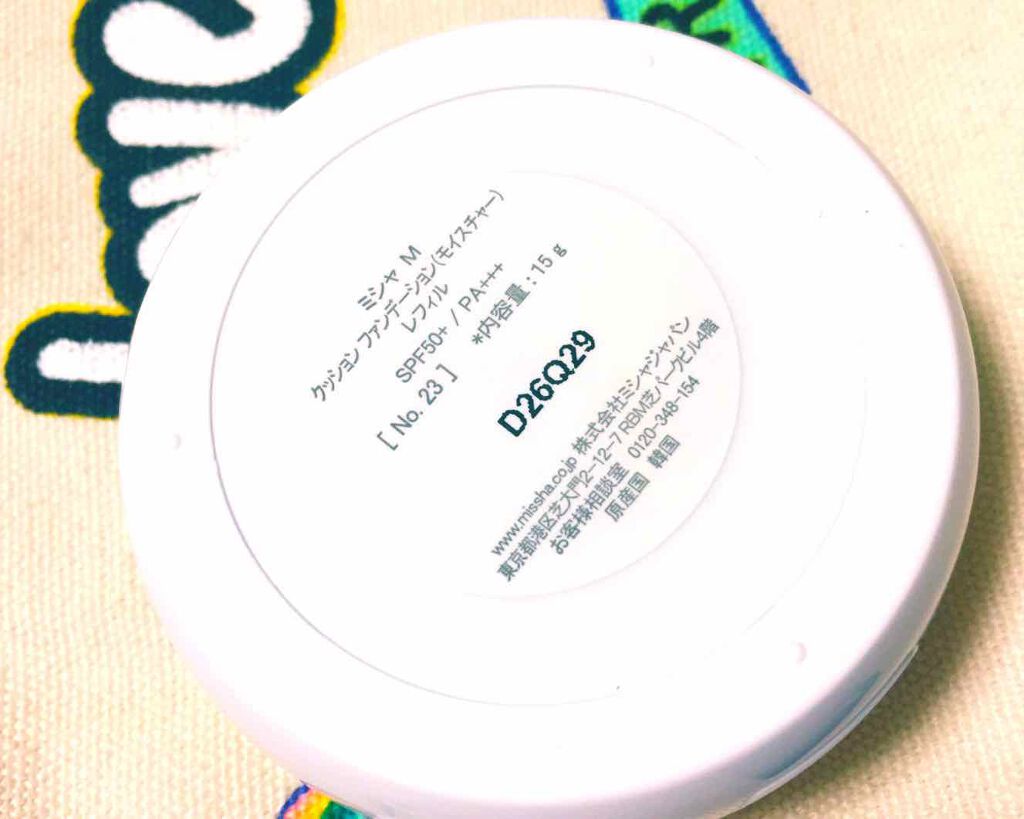 ミシャ M
クッション ファンデーション(モイスチャー)
レフィル
SPF50+ / PA+++
[ No. 23 ] *内容量 : 15 g
D26Q29
www.missha.co.jp 株式会社ミシャジャパン
東京都港区芝大門2-12-7 RBM芝パークビル4階
お客様相談室 0120-348-154
原産国 韓国